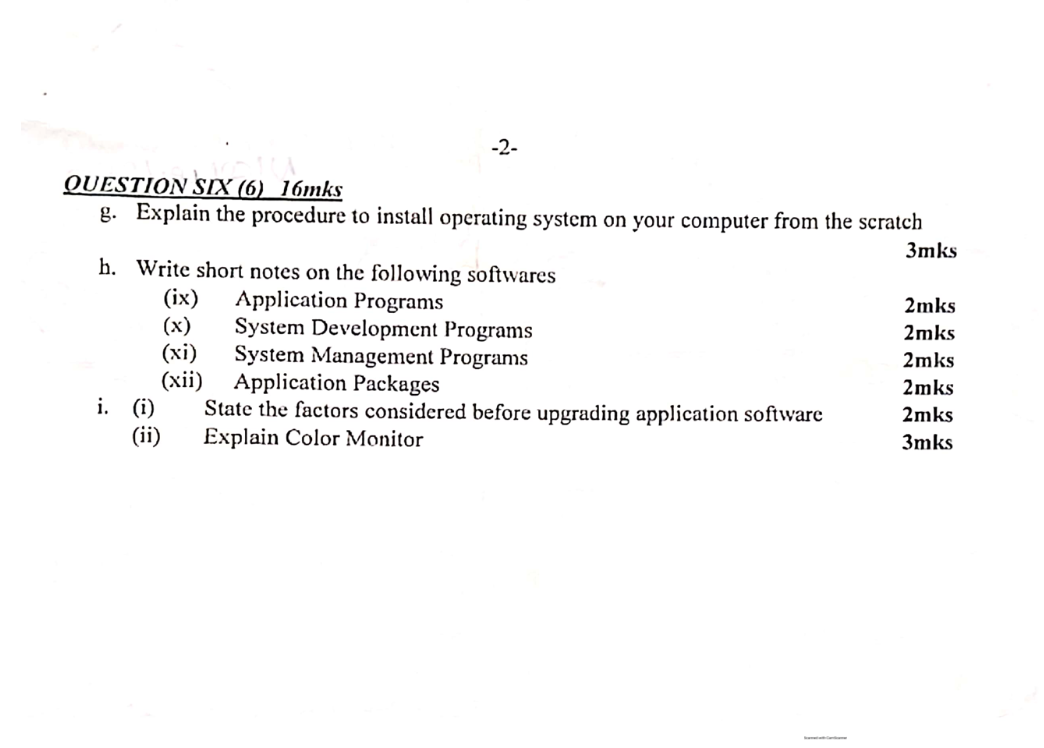 -2-
QUESTION SIX (6) 16mks
g. Explain the procedure to install operating system on your computer from the scratch
3mks
h. Write short notes on the following softwares
(ix) Application Programs 2mks
(x) System Development Programs 2mks
(xi) System Management Programs 2mks
(xii) Application Packages 2mks
i. (i) State the factors considered before upgrading application software 2mks
(ii) Explain Color Monitor 3mks
Scanned with CamScanner